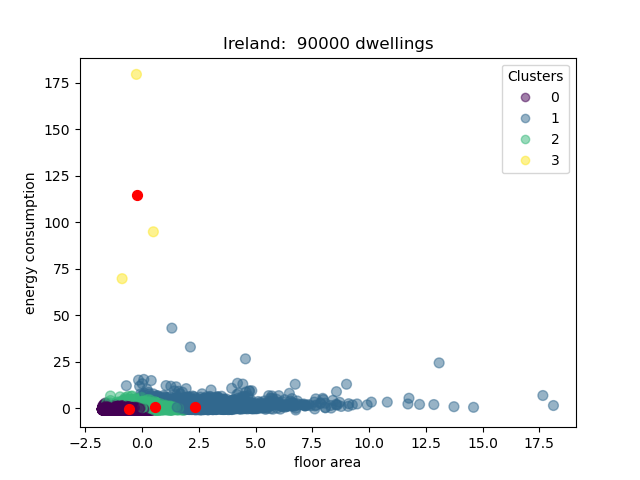 Ireland:  90000 dwellings
Clusters
0
1
2
3
energy consumption
175
150
125
100
75
50
25
0
−2.5 0.0 2.5 5.0 7.5 10.0 12.5 15.0 17.5
floor area